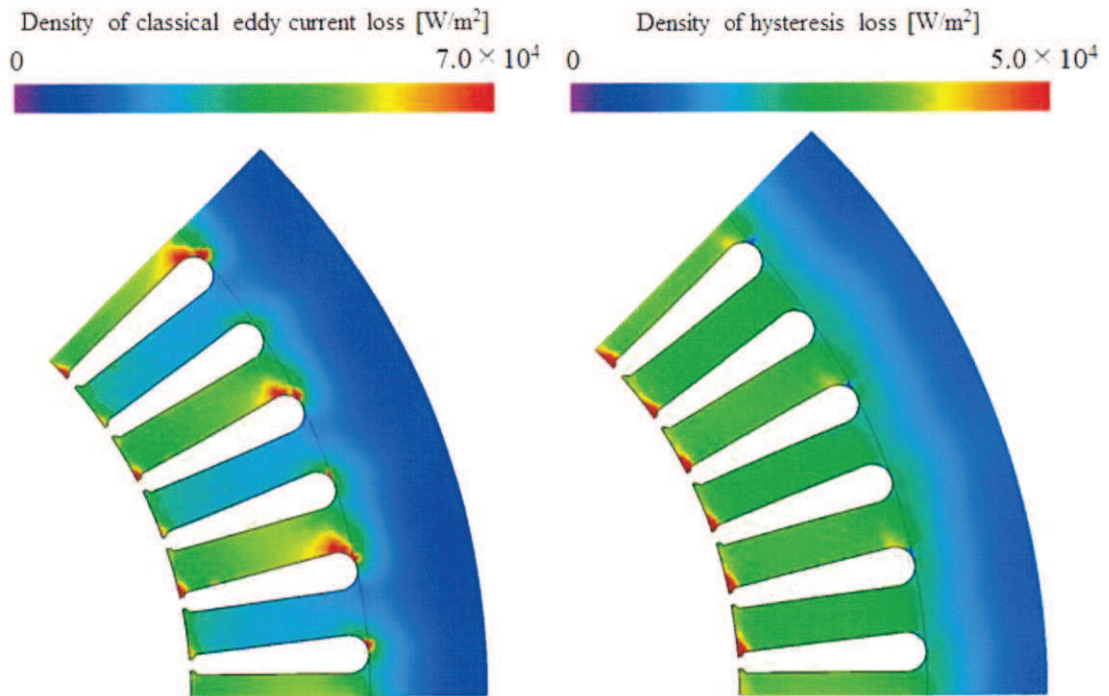 Density of classical eddy current loss [W/m²]
0 7.0 × 10⁴
Density of hysteresis loss [W/m²]
0 5.0 × 10⁴